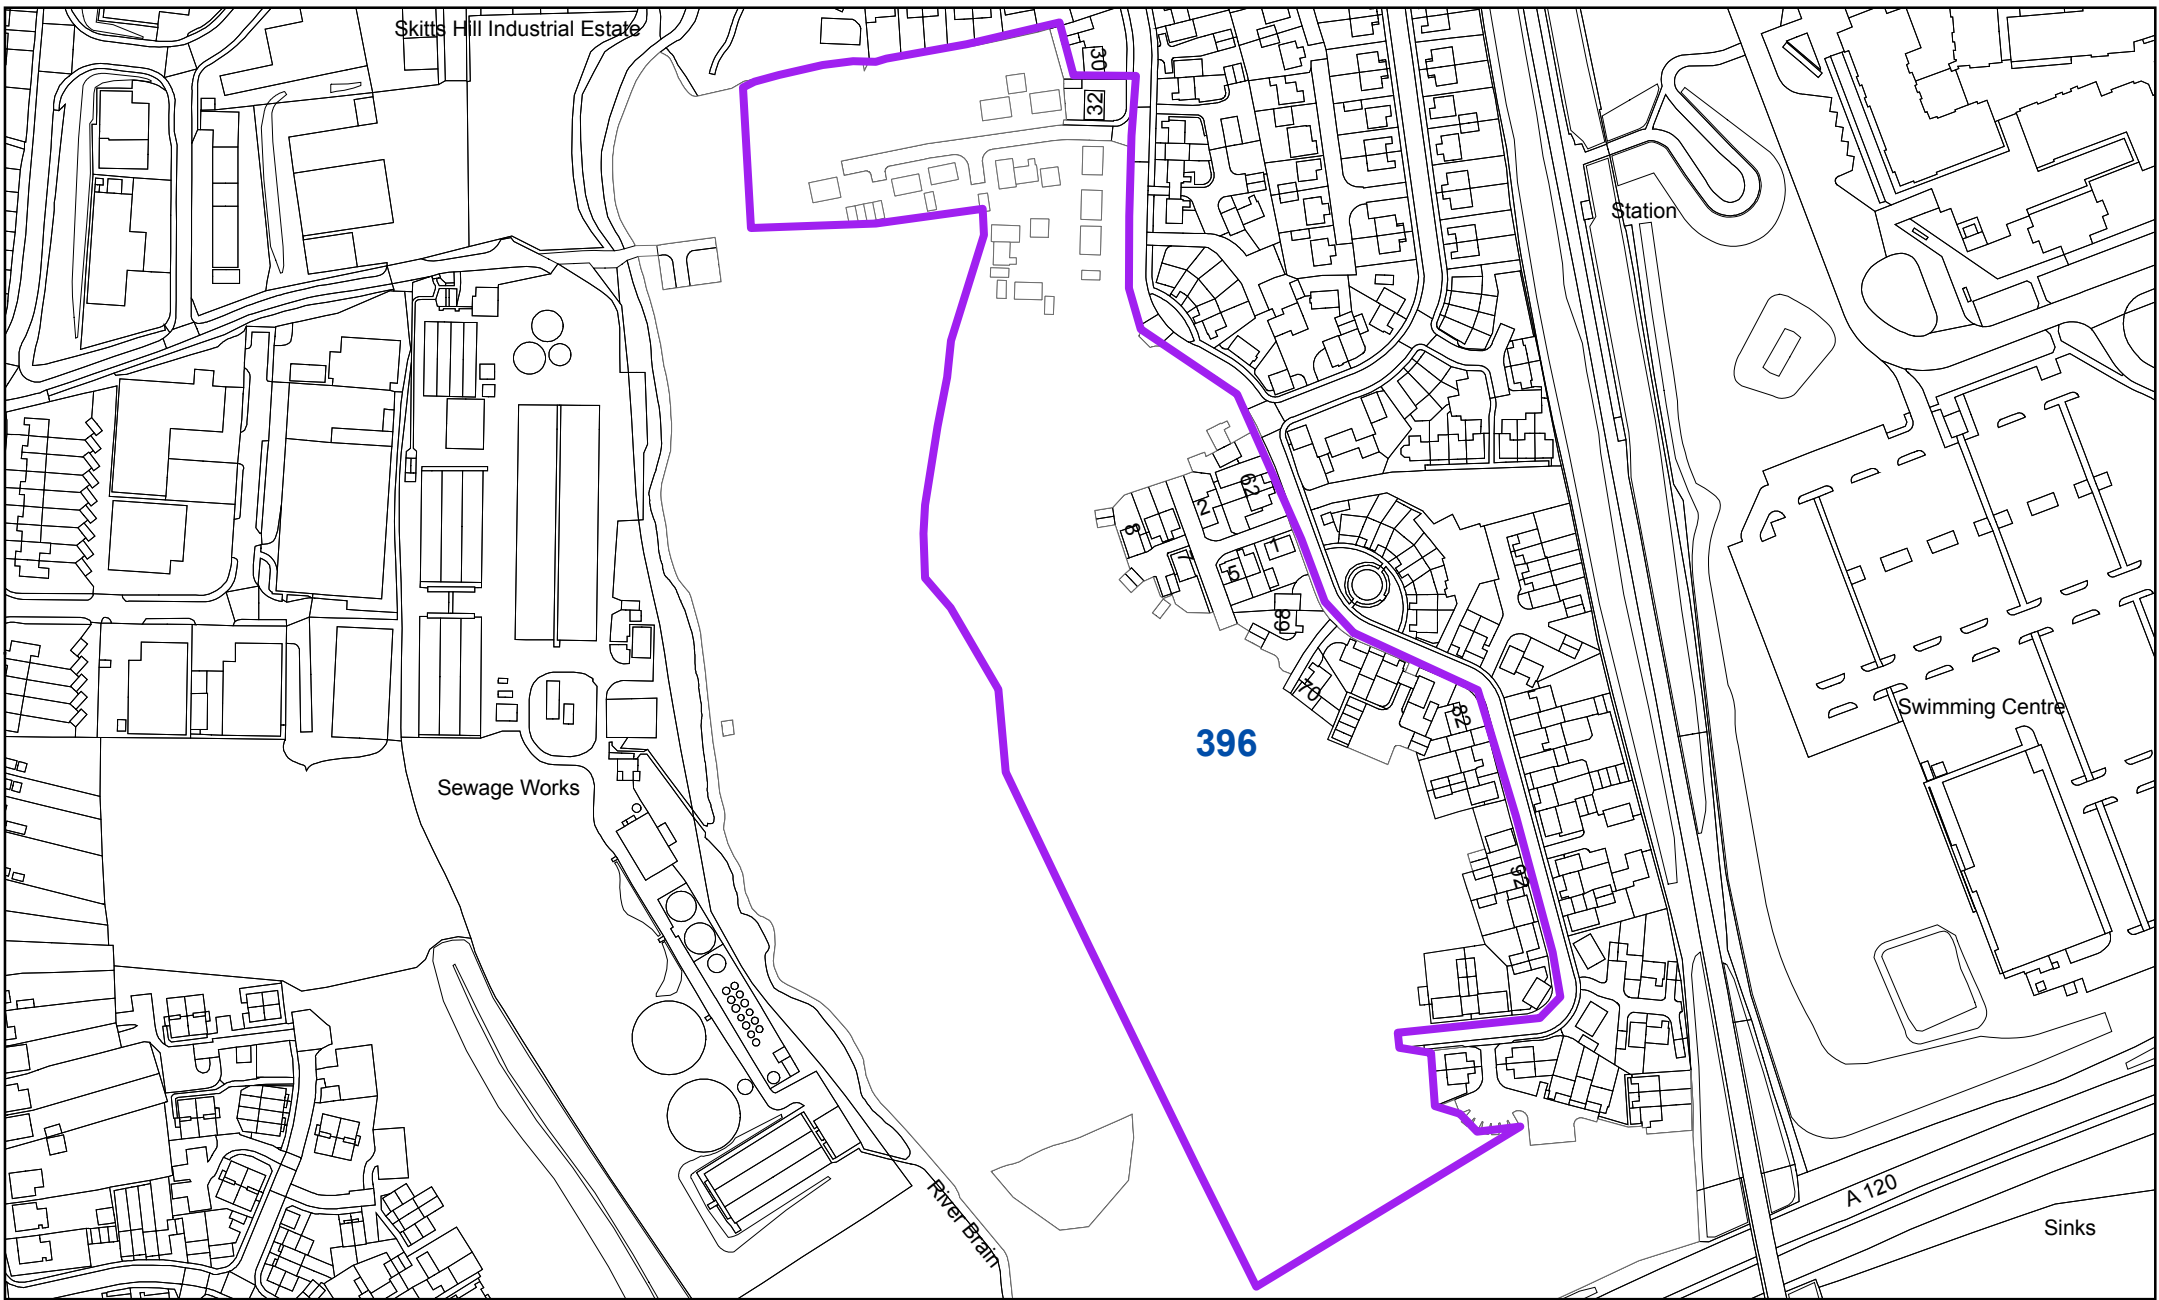 Skitts Hill Industrial Estate
30
32
Station
62
2
8
1
7
5
68
70
82
Swimming Centre
396
Sewage Works
92
River Brain
A 120
Sinks